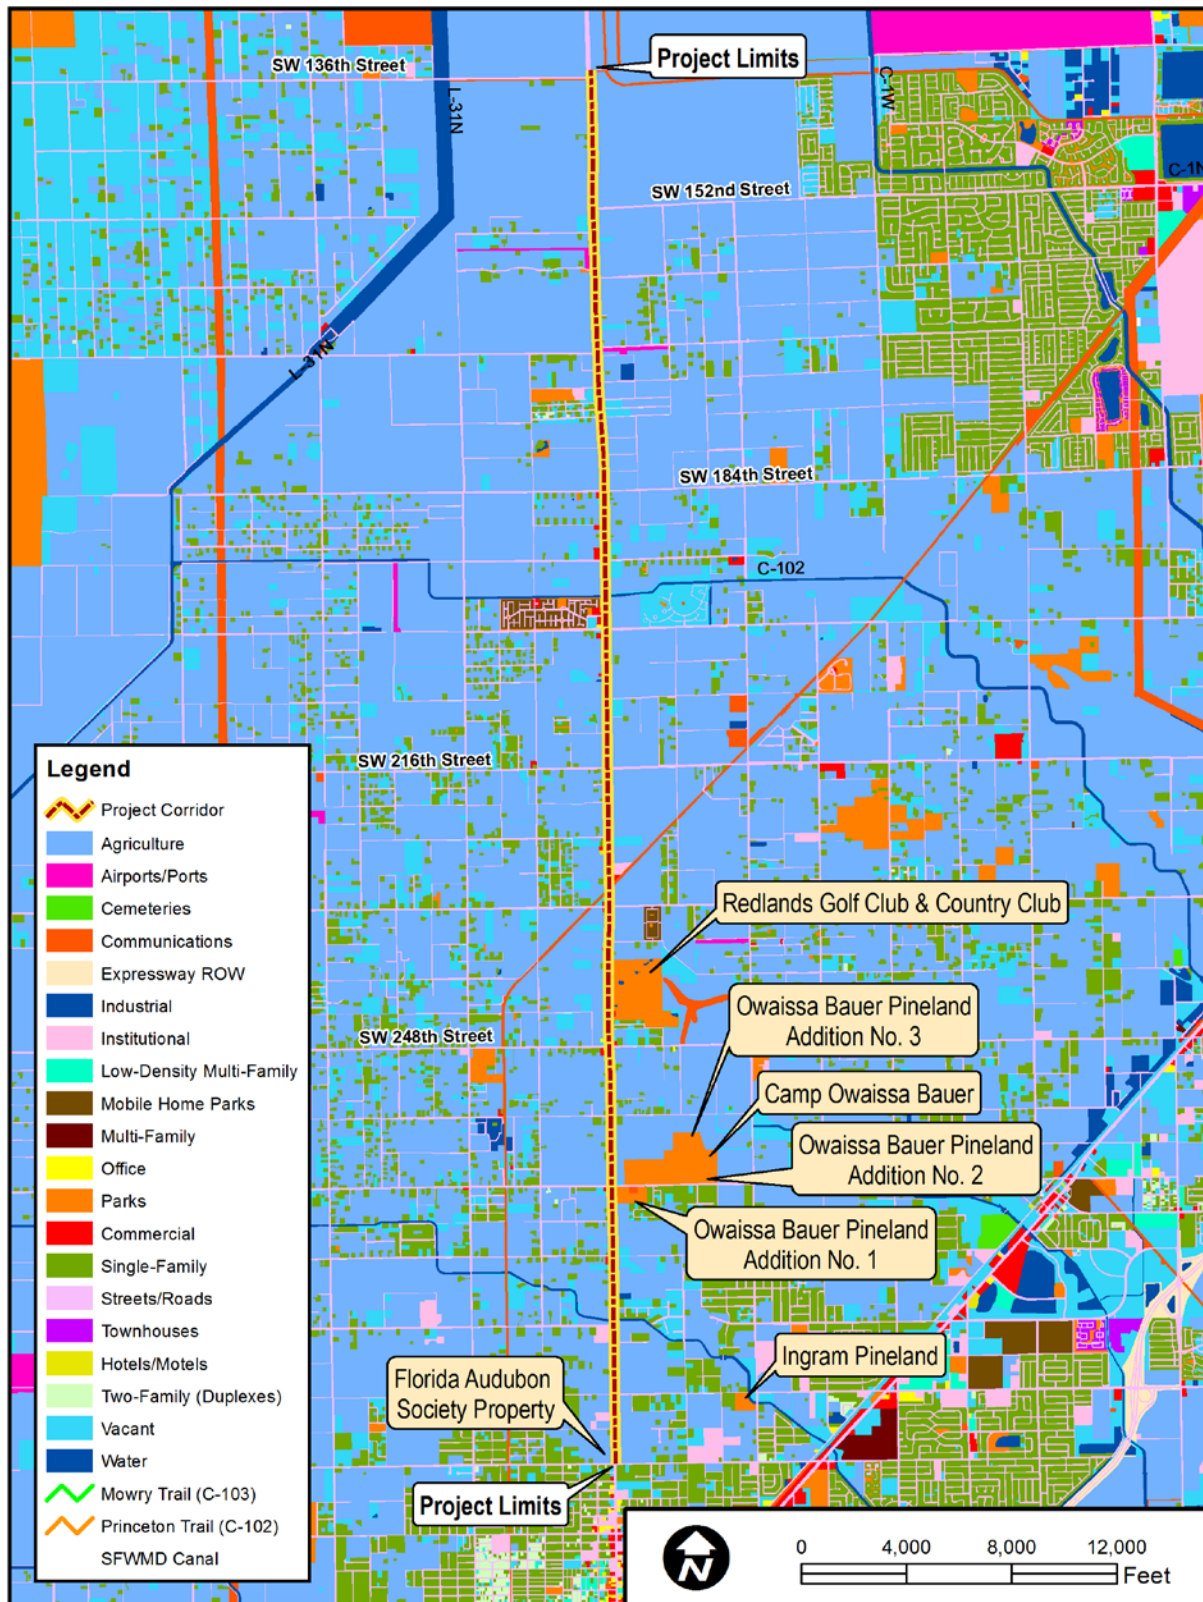 SW 136th Street
Project Limits
L-31N
C-1W
C-1N
SW 152nd Street
L-31N
SW 184th Street
C-102
SW 216th Street
Legend
Project Corridor
Agriculture
Airports/Ports
Cemeteries
Communications
Expressway ROW
Industrial
Institutional
Low-Density Multi-Family
Mobile Home Parks
Multi-Family
Office
Parks
Commercial
Single-Family
Streets/Roads
Townhouses
Hotels/Motels
Two-Family (Duplexes)
Vacant
Water
Mowry Trail (C-103)
Princeton Trail (C-102)
SFWMD Canal
Redlands Golf Club & Country Club
SW 248th Street
Owaissa Bauer Pineland
Addition No. 3
Camp Owaissa Bauer
Owaissa Bauer Pineland
Addition No. 2
Owaissa Bauer Pineland
Addition No. 1
Ingram Pineland
Florida Audubon
Society Property
Project Limits
N
0 4,000 8,000 12,000
Feet